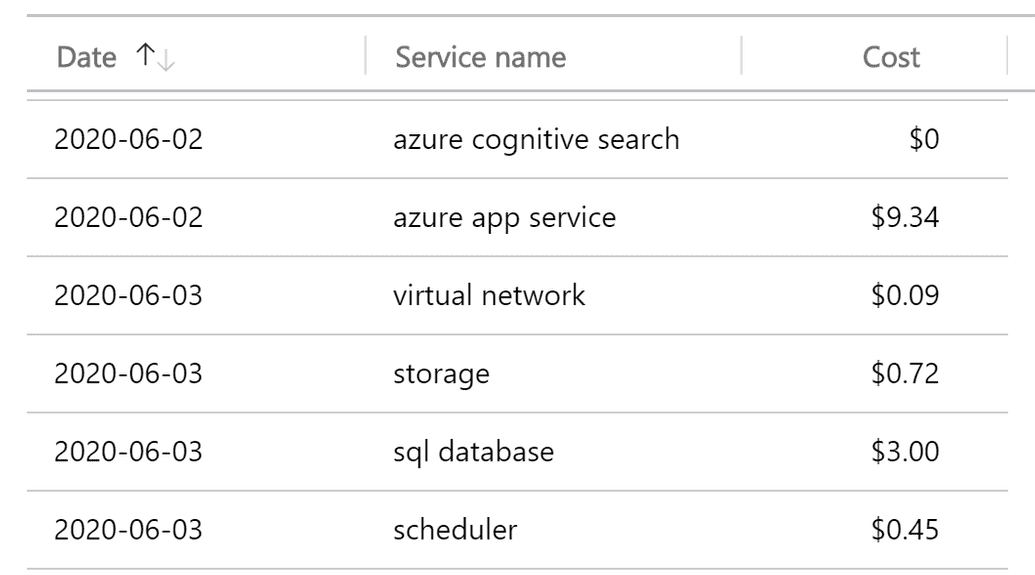 Date ↑↓ Service name Cost
2020-06-02 azure cognitive search $0
2020-06-02 azure app service $9.34
2020-06-03 virtual network $0.09
2020-06-03 storage $0.72
2020-06-03 sql database $3.00
2020-06-03 scheduler $0.45